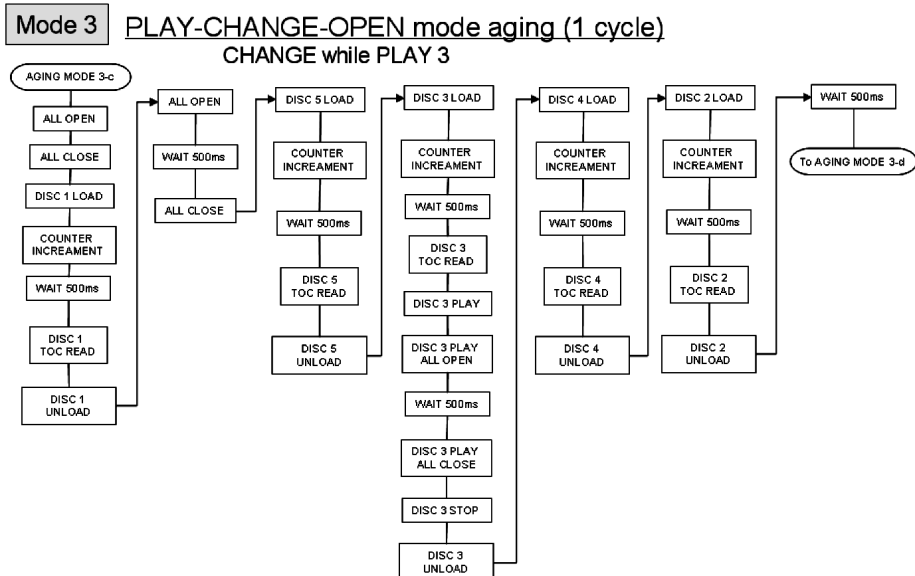 Mode 3
PLAY-CHANGE-OPEN mode aging (1 cycle)
CHANGE while PLAY 3
AGING MODE 3-c
ALL OPEN
ALL CLOSE
DISC 1 LOAD
COUNTER
INCREAMENT
WAIT 500ms
DISC 1
TOC READ
DISC 1
UNLOAD
ALL OPEN
WAIT 500ms
ALL CLOSE
DISC 5 LOAD
COUNTER
INCREAMENT
WAIT 500ms
DISC 5
TOC READ
DISC 5
UNLOAD
DISC 3 LOAD
COUNTER
INCREAMENT
WAIT 500ms
DISC 3
TOC READ
DISC 3 PLAY
DISC 3 PLAY
ALL OPEN
WAIT 500ms
DISC 3 PLAY
ALL CLOSE
DISC 3 STOP
DISC 3
UNLOAD
DISC 4 LOAD
COUNTER
INCREAMENT
WAIT 500ms
DISC 4
TOC READ
DISC 4
UNLOAD
DISC 2 LOAD
COUNTER
INCREAMENT
WAIT 500ms
DISC 2
TOC READ
DISC 2
UNLOAD
WAIT 500ms
To AGING MODE 3-d